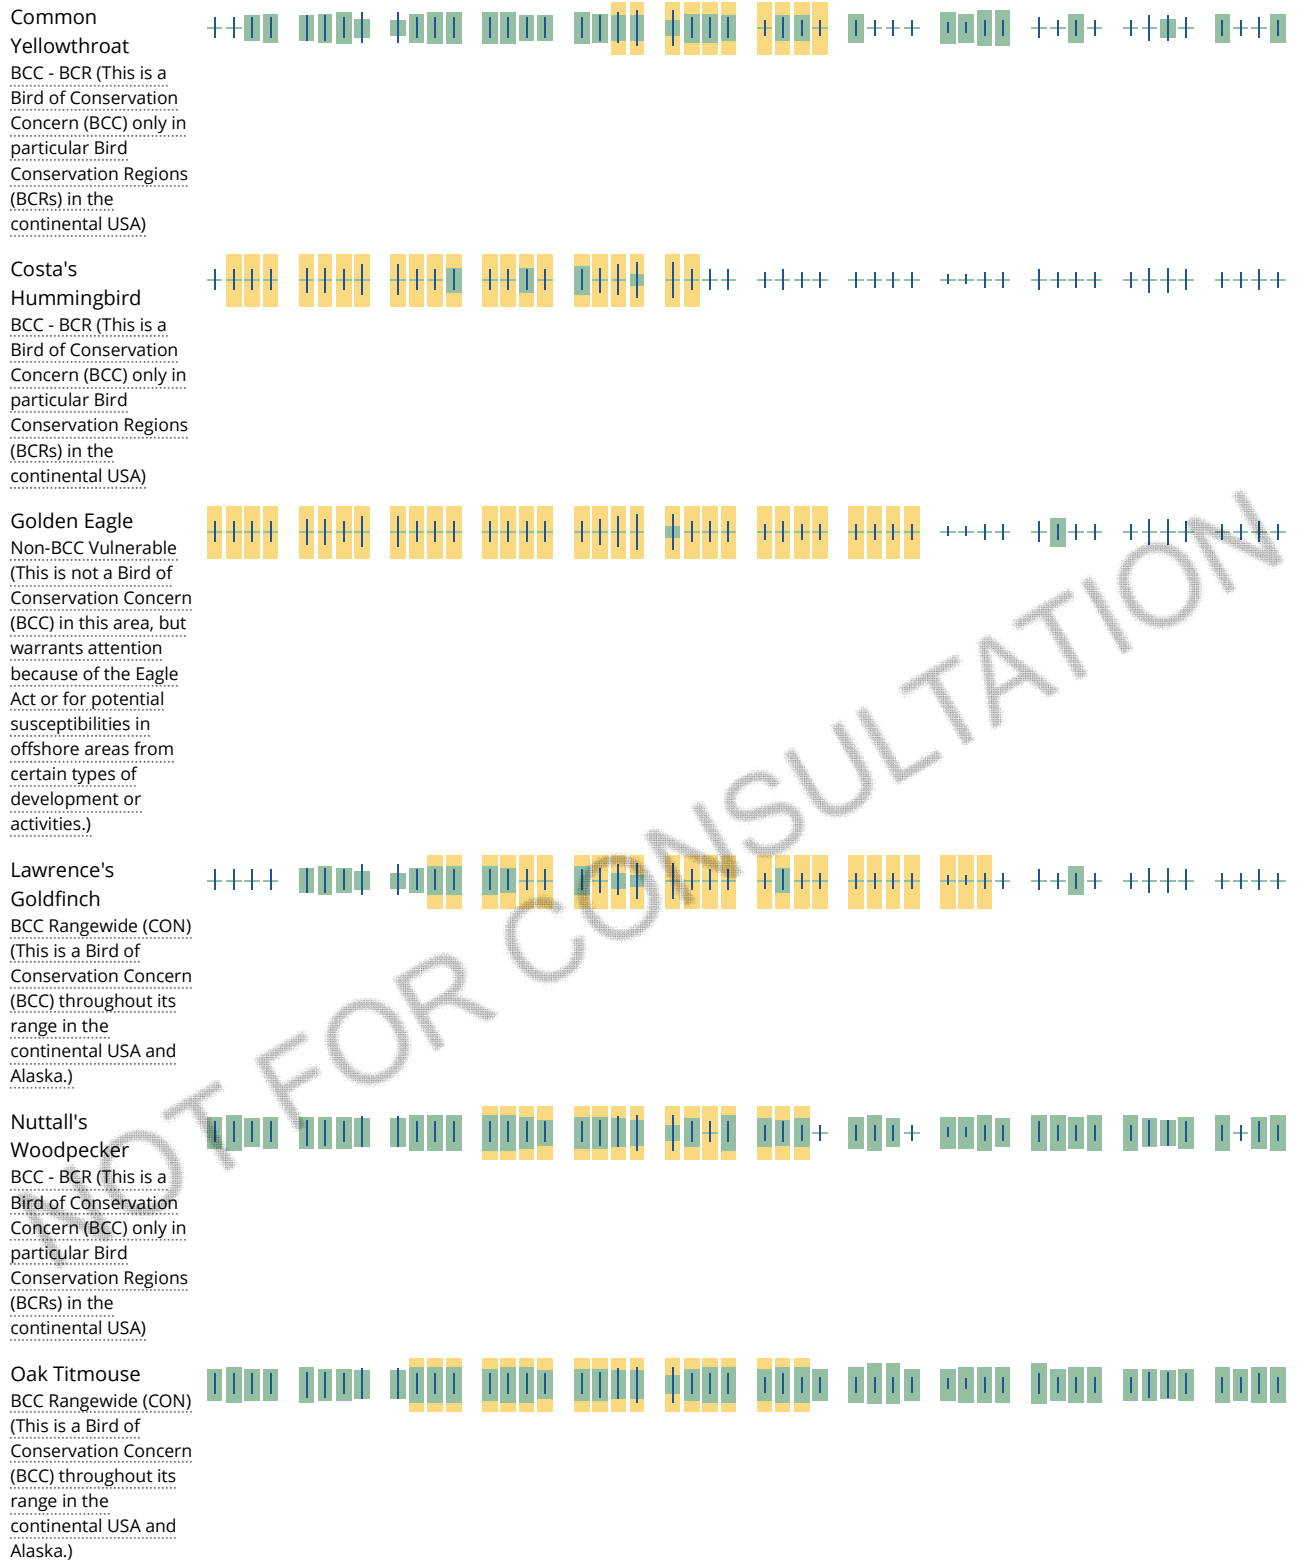 Common
Yellowthroat
BCC - BCR (This is a
Bird of Conservation
Concern (BCC) only in
particular Bird
Conservation Regions
(BCRs) in the
continental USA)
Costa's
Hummingbird
BCC - BCR (This is a
Bird of Conservation
Concern (BCC) only in
particular Bird
Conservation Regions
(BCRs) in the
continental USA)
Golden Eagle
Non-BCC Vulnerable
(This is not a Bird of
Conservation Concern
(BCC) in this area, but
warrants attention
because of the Eagle
Act or for potential
susceptibilities in
offshore areas from
certain types of
development or
activities.)
Lawrence's
Goldfinch
BCC Rangewide (CON)
(This is a Bird of
Conservation Concern
(BCC) throughout its
range in the
continental USA and
Alaska.)
Nuttall's
Woodpecker
BCC - BCR (This is a
Bird of Conservation
Concern (BCC) only in
particular Bird
Conservation Regions
(BCRs) in the
continental USA)
Oak Titmouse
BCC Rangewide (CON)
(This is a Bird of
Conservation Concern
(BCC) throughout its
range in the
continental USA and
Alaska.)
NOT FOR CONSULTATION